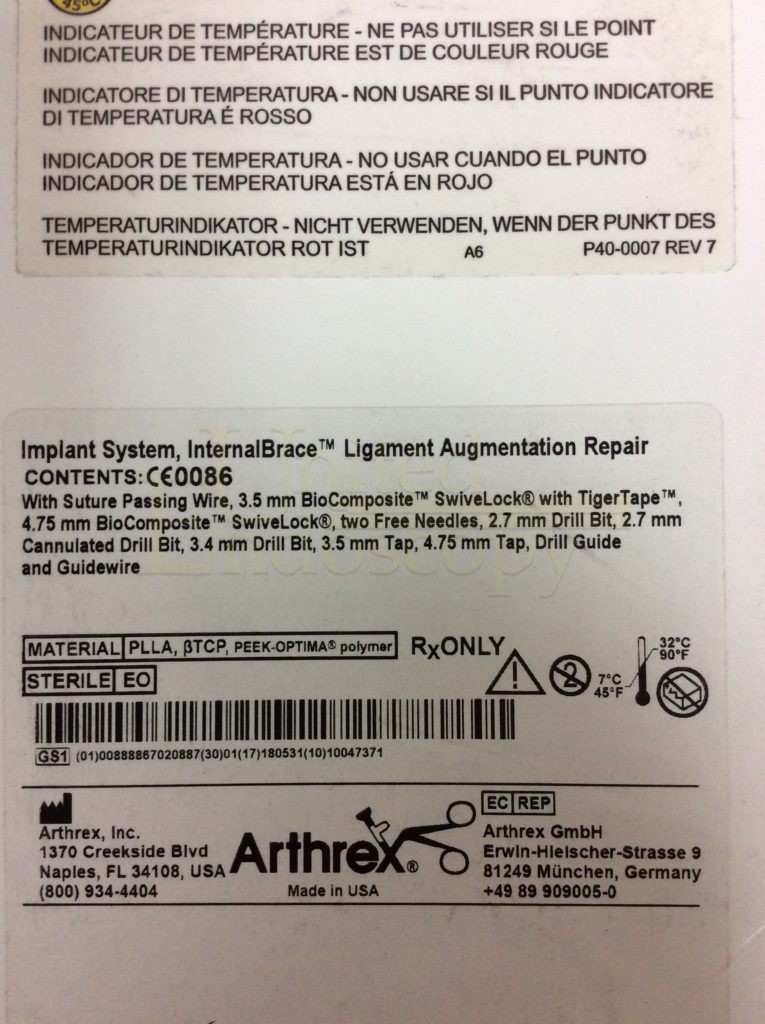 45°C
INDICATEUR DE TEMPÉRATURE - NE PAS UTILISER SI LE POINT
INDICATEUR DE TEMPÉRATURE EST DE COULEUR ROUGE
INDICATORE DI TEMPERATURA - NON USARE SI IL PUNTO INDICATORE
DI TEMPERATURA É ROSSO
INDICADOR DE TEMPERATURA - NO USAR CUANDO EL PUNTO
INDICADOR DE TEMPERATURA ESTÁ EN ROJO
TEMPERATURINDIKATOR - NICHT VERWENDEN, WENN DER PUNKT DES
TEMPERATURINDIKATOR ROT IST A6 P40-0007 REV 7
Implant System, InternalBrace™ Ligament Augmentation Repair
CONTENTS: CE0086
With Suture Passing Wire, 3.5 mm BioComposite™ SwiveLock® with TigerTape™,
4.75 mm BioComposite™ SwiveLock®, two Free Needles, 2.7 mm Drill Bit, 2.7 mm
Cannulated Drill Bit, 3.4 mm Drill Bit, 3.5 mm Tap, 4.75 mm Tap, Drill Guide
and Guidewire
United
Endoscopy
MATERIAL PLLA, βTCP, PEEK-OPTIMA® polymer RxONLY
STERILE EO
2
7°C
45°F
32°C
90°F
GS1 (01)00888867020887(30)01(17)180531(10)10047371
Arthrex, Inc.
1370 Creekside Blvd
Naples, FL 34108, USA
(800) 934-4404
Arthrex®
Made in USA
EC REP
Arthrex GmbH
Erwin-Hielscher-Strasse 9
81249 München, Germany
+49 89 909005-0